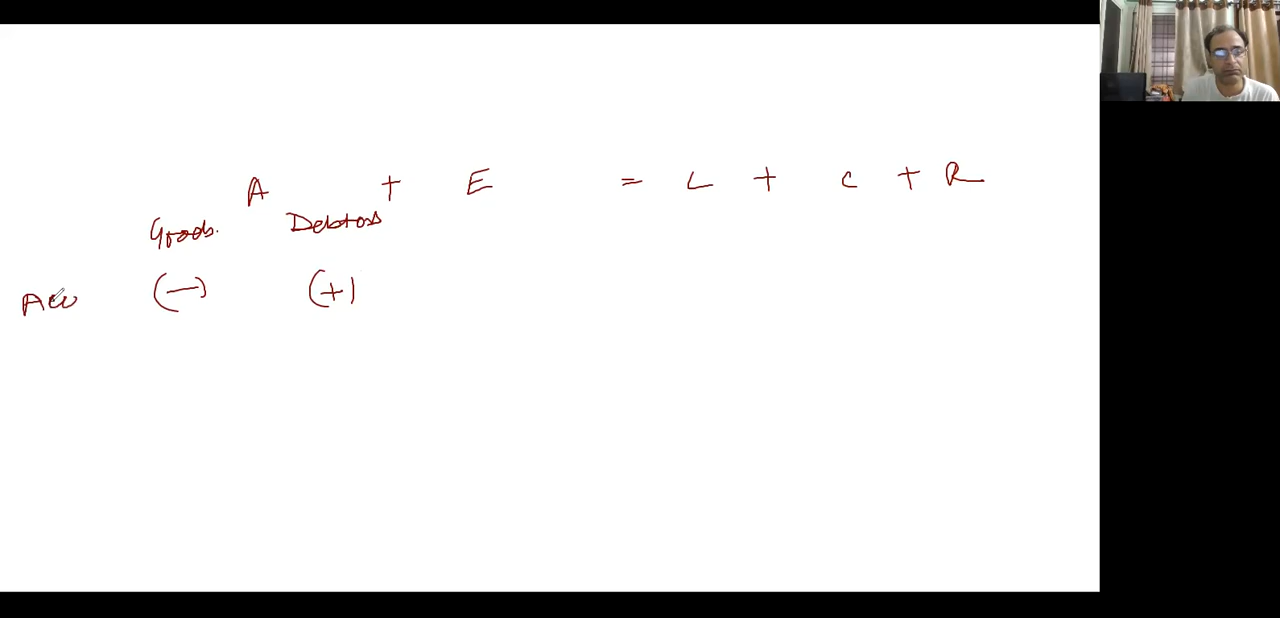 A + E = L + C + R
Goods. Debtors
(-) (+)